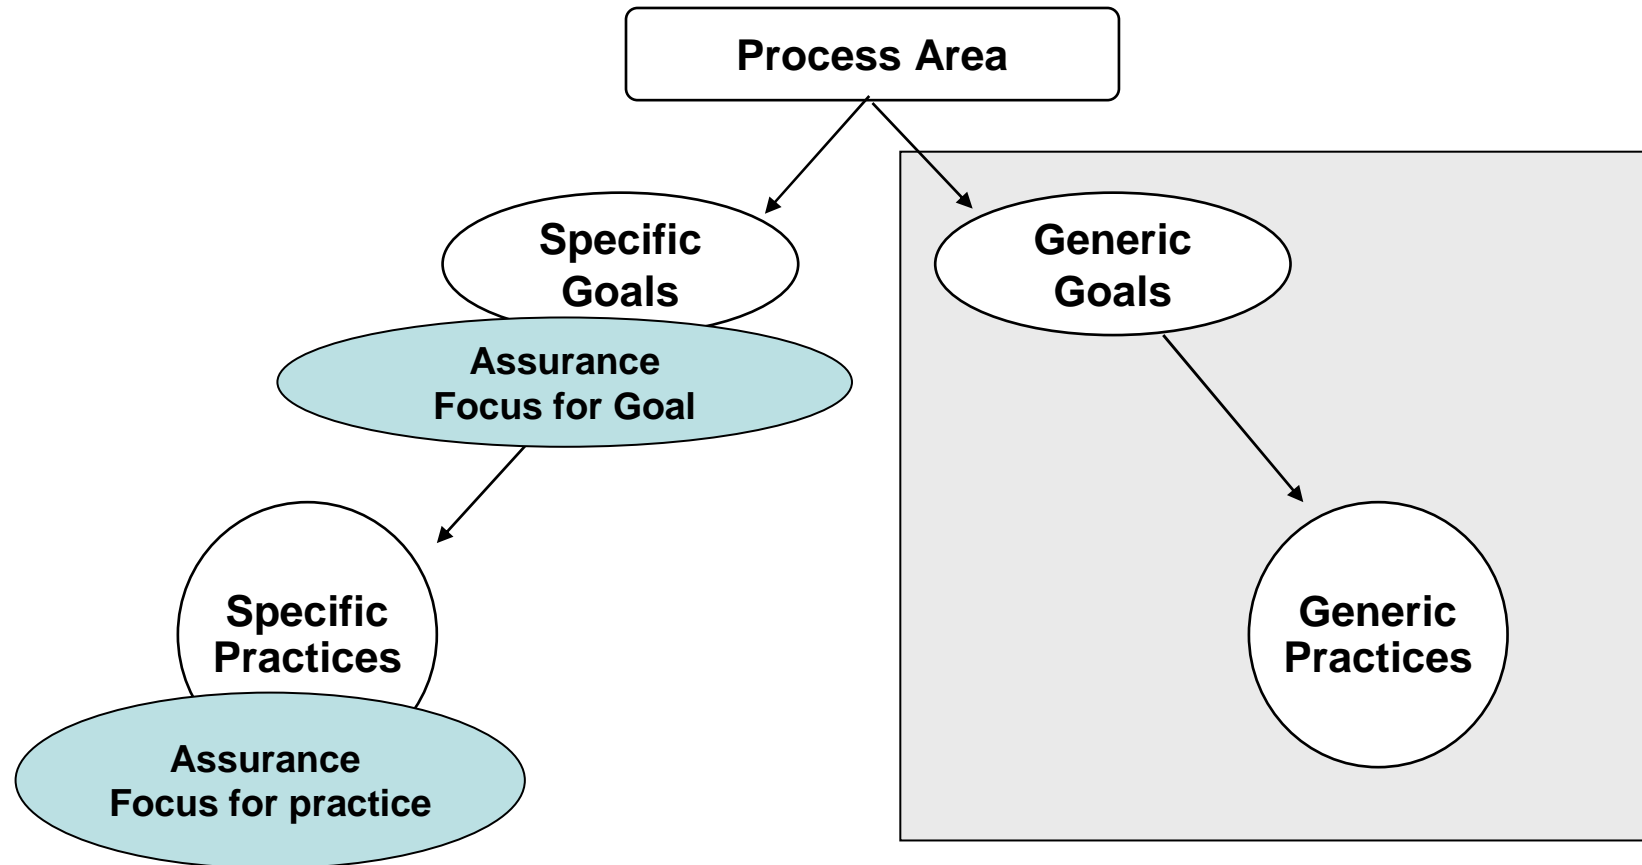 Process Area
Specific
Goals
Generic
Goals
Assurance
Focus for Goal
Specific
Practices
Generic
Practices
Assurance
Focus for practice